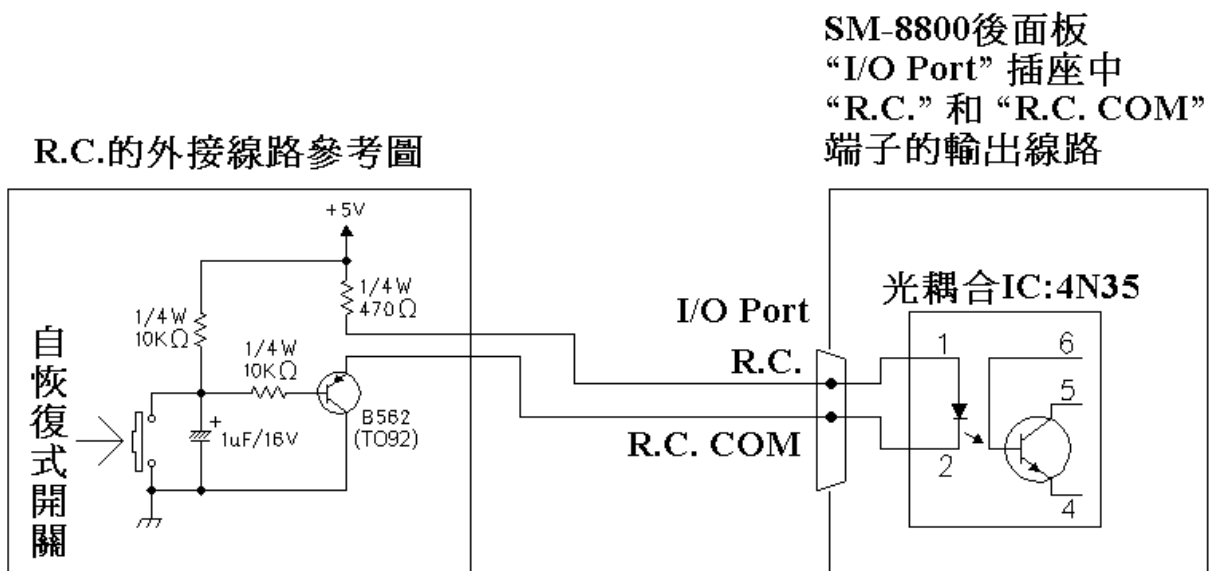 SM-8800後面板
“I/O Port” 插座中
“R.C.” 和 “R.C. COM”
端子的輸出線路
R.C.的外接線路參考圖
+5V
1/4W
470Ω
1/4W
10KΩ
1/4W
10KΩ
自恢復式開關
+
1uF/16V
B562
(TO92)
I/O Port
R.C.
R.C. COM
光耦合IC:4N35
1
2
6
5
4